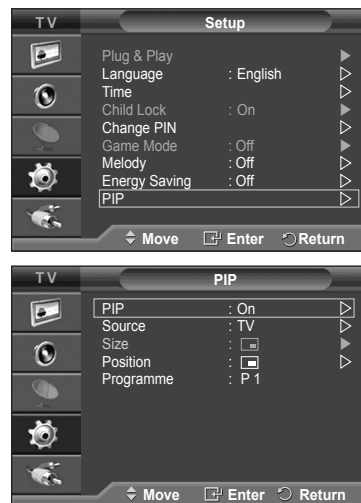 TV
Setup
Plug & Play
Language : English
Time
Child Lock : On
Change PIN
Game Mode : Off
Melody : Off
Energy Saving : Off
PIP
Move Enter Return
TV
PIP
PIP : On
Source : TV
Size :
Position :
Programme : P 1
Move Enter Return